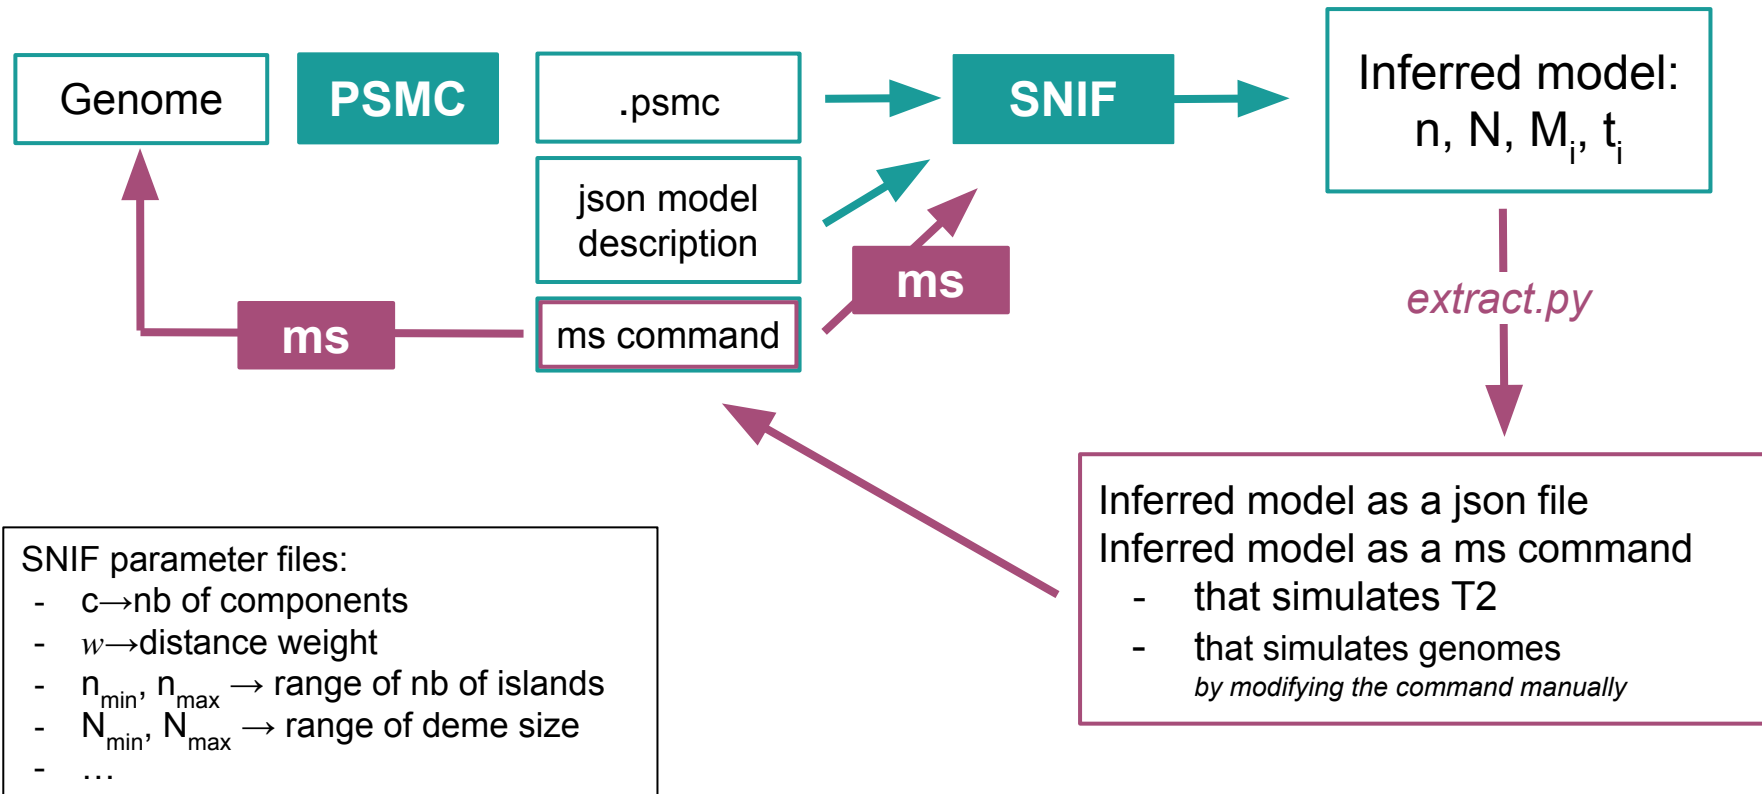 Genome
PSMC
.psmc
SNIF
Inferred model:
n, N, Mi, ti
json model
description
ms
extract.py
ms
ms command
Inferred model as a json file
Inferred model as a ms command
- that simulates T2
- that simulates genomes
by modifying the command manually
SNIF parameter files:
- c→nb of components
- w→distance weight
- nmin, nmax → range of nb of islands
- Nmin, Nmax → range of deme size
- …